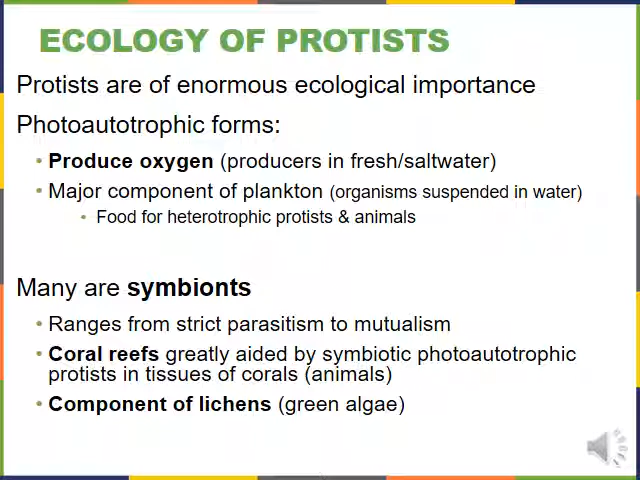 ECOLOGY OF PROTISTS
Protists are of enormous ecological importance
Photoautotrophic forms:
• Produce oxygen (producers in fresh/saltwater)
• Major component of plankton (organisms suspended in water)
• Food for heterotrophic protists & animals
Many are symbionts
• Ranges from strict parasitism to mutualism
• Coral reefs greatly aided by symbiotic photoautotrophic
protists in tissues of corals (animals)
• Component of lichens (green algae)